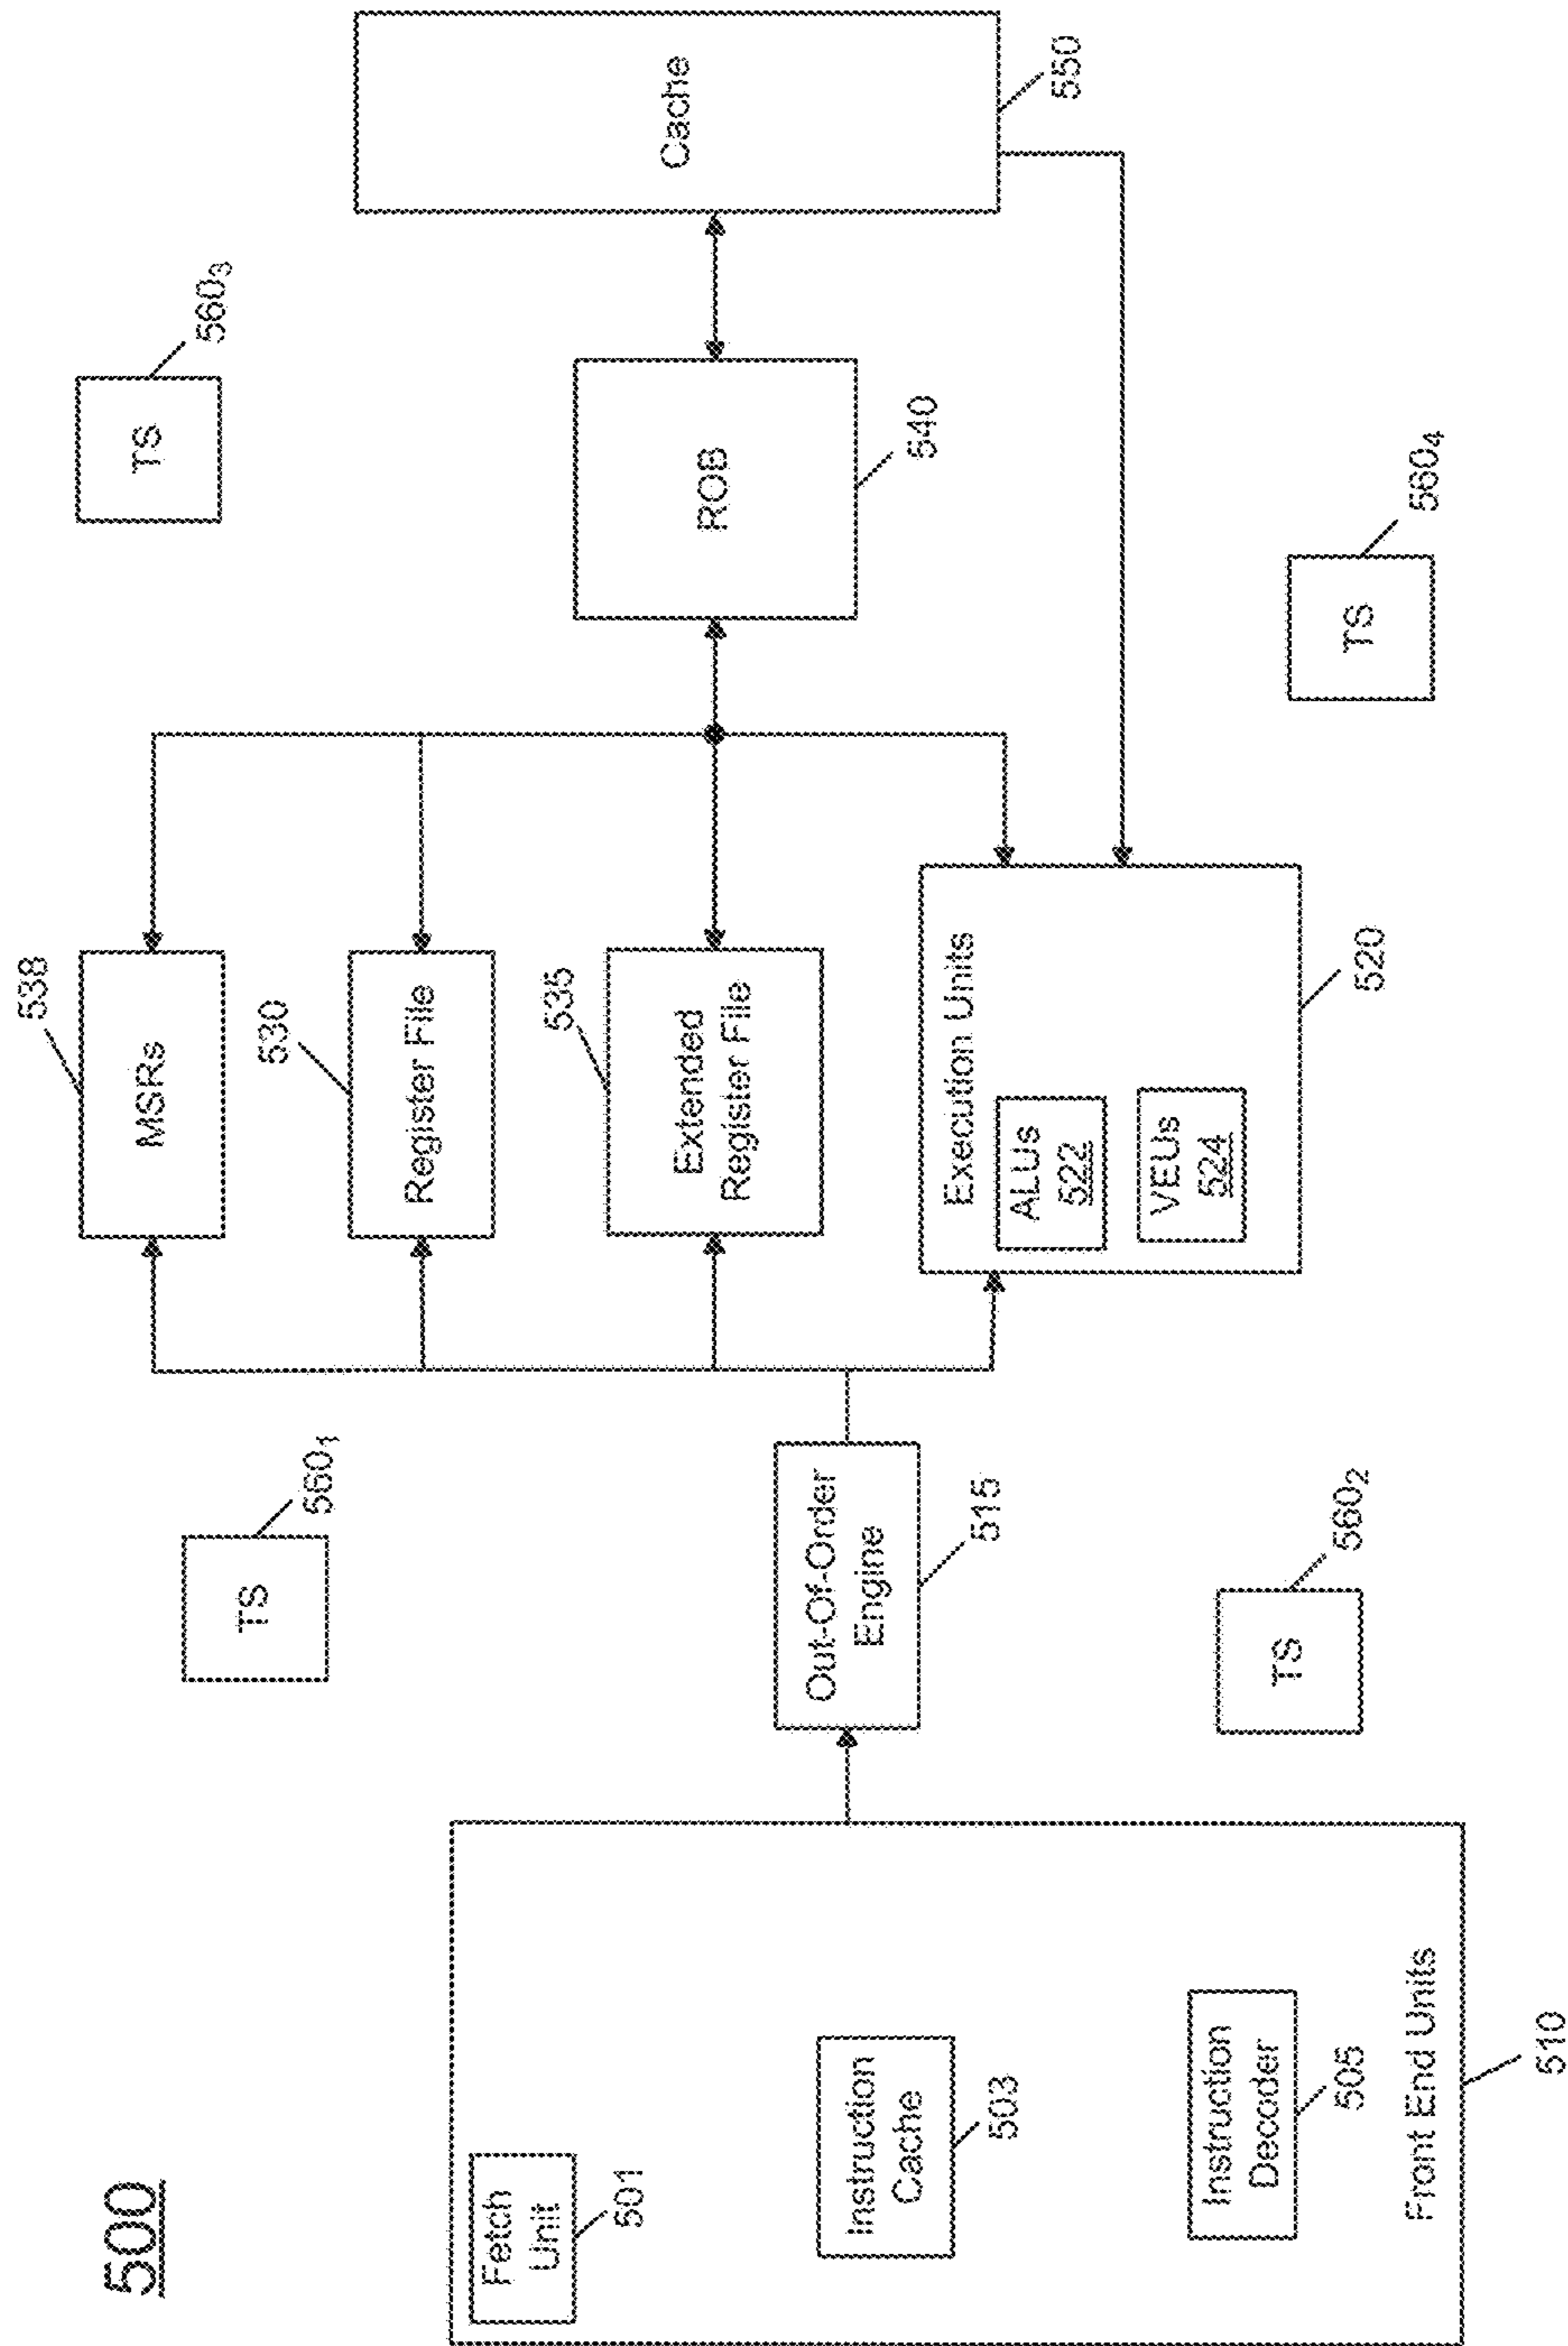 500
Fetch
Unit
501
Instruction
Cache
503
Instruction
Decoder
505
Front End Units
510
Out-Of-Order
Engine
515
TS
560₁
TS
560₂
MSRs
538
Register File
530
Extended
Register File
535
Execution Units
ALUs
522
VEUs
524
520
ROB
540
TS
560₃
TS
560₄
Cache
550